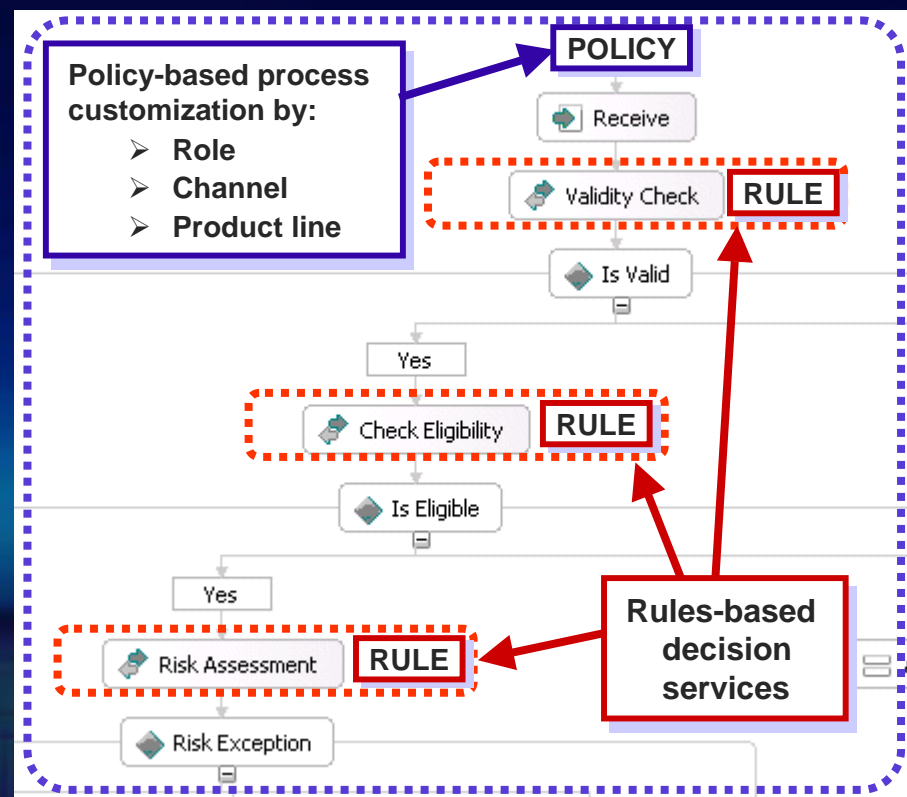 POLICY
Policy-based process
customization by:
➢ Role
➢ Channel
➢ Product line
Receive
Validity Check
RULE
Is Valid
Yes
Check Eligibility
RULE
Is Eligible
Yes
Rules-based
decision
services
Risk Assessment
RULE
Risk Exception